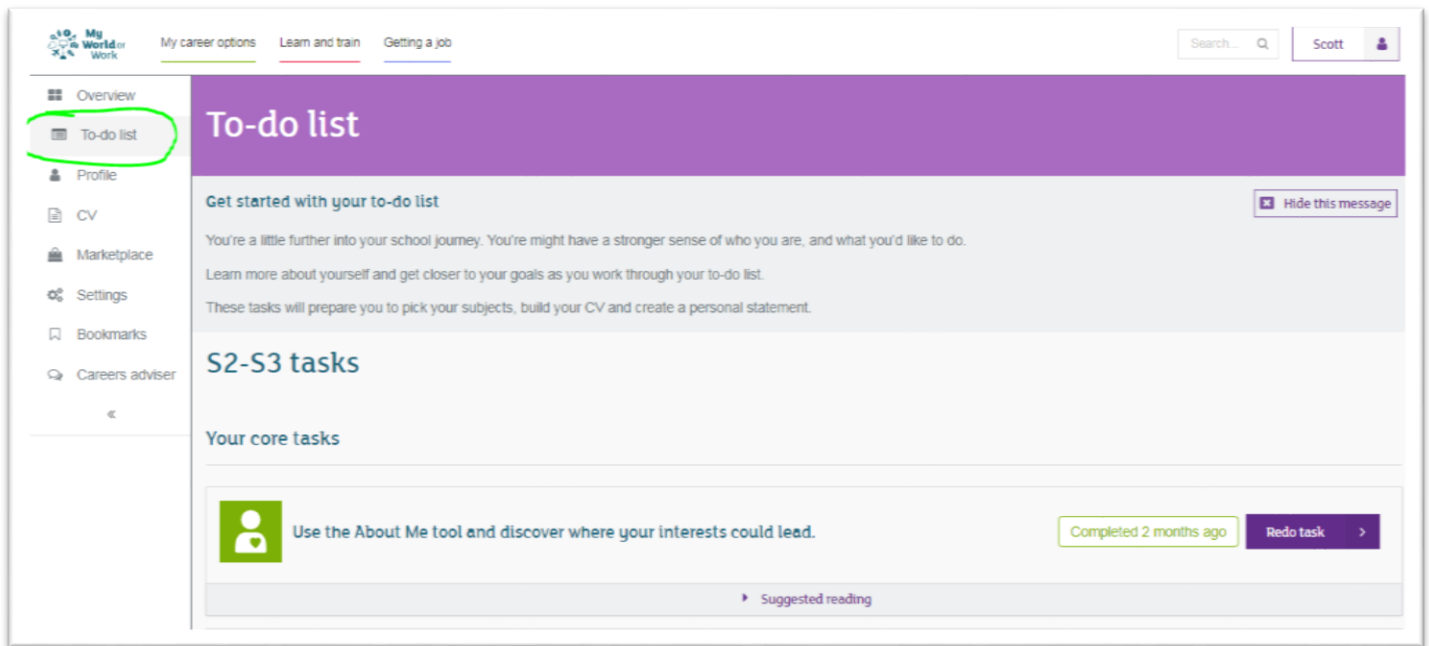 My World of Work
My career options Learn and train Getting a job
Search... Scott
Overview
To-do list
Profile
CV
Marketplace
Settings
Bookmarks
Careers adviser
«
To-do list
Get started with your to-do list
Hide this message
You're a little further into your school journey. You're might have a stronger sense of who you are, and what you'd like to do.
Learn more about yourself and get closer to your goals as you work through your to-do list.
These tasks will prepare you to pick your subjects, build your CV and create a personal statement.
S2-S3 tasks
Your core tasks
Use the About Me tool and discover where your interests could lead.
Completed 2 months ago
Redo task >
Suggested reading